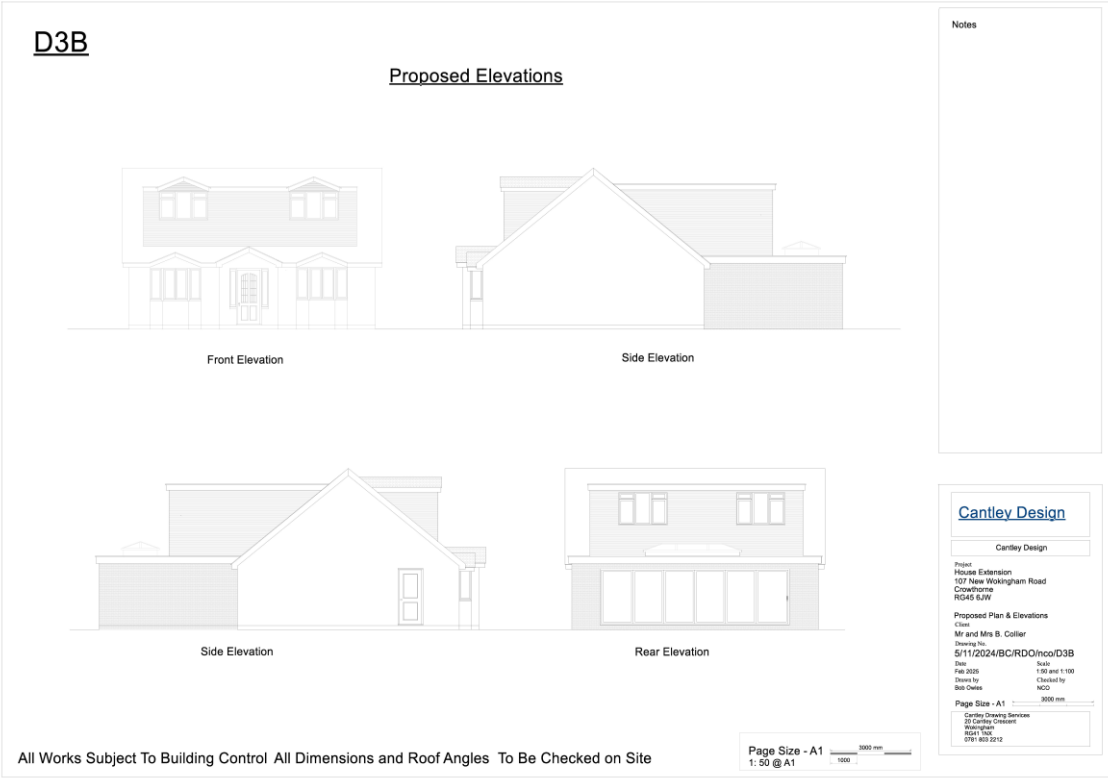 D3B
Proposed Elevations
Notes
Front Elevation
Side Elevation
Side Elevation
Rear Elevation
Cantley Design
Cantley Design
Project
House Extension
107 New Wokingham Road
Crowthorne
RG45 6JW
Proposed Plan & Elevations
Client
Mr and Mrs B. Collier
Drawing No.
5/11/2024/BC/RDO/nco/D3B
Date Scale
Feb 2025 1:50 and 1:100
Drawn by Checked by
Bob Owles NCO
Page Size - A1 3000 mm
Cantley Drawing Services
20 Cantley Crescent
Wokingham
RG41 1NX
0781 803 2212
All Works Subject To Building Control All Dimensions and Roof Angles To Be Checked on Site
Page Size - A1 3000 mm
1: 50 @ A1 1000